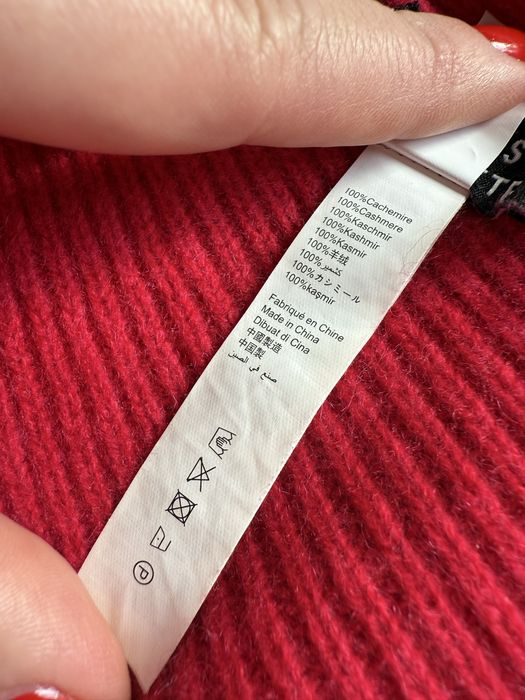 100%Cachemire
100%Cashmere
100%Kaschmir
100%Kashmir
100%Kasmir
100%羊绒
100%كشمير
100%カシミール
100%kaşmir
Fabriqué en Chine
Made in China
Dibuat di Cina
中國製造
中国製
صنع في الصين
P